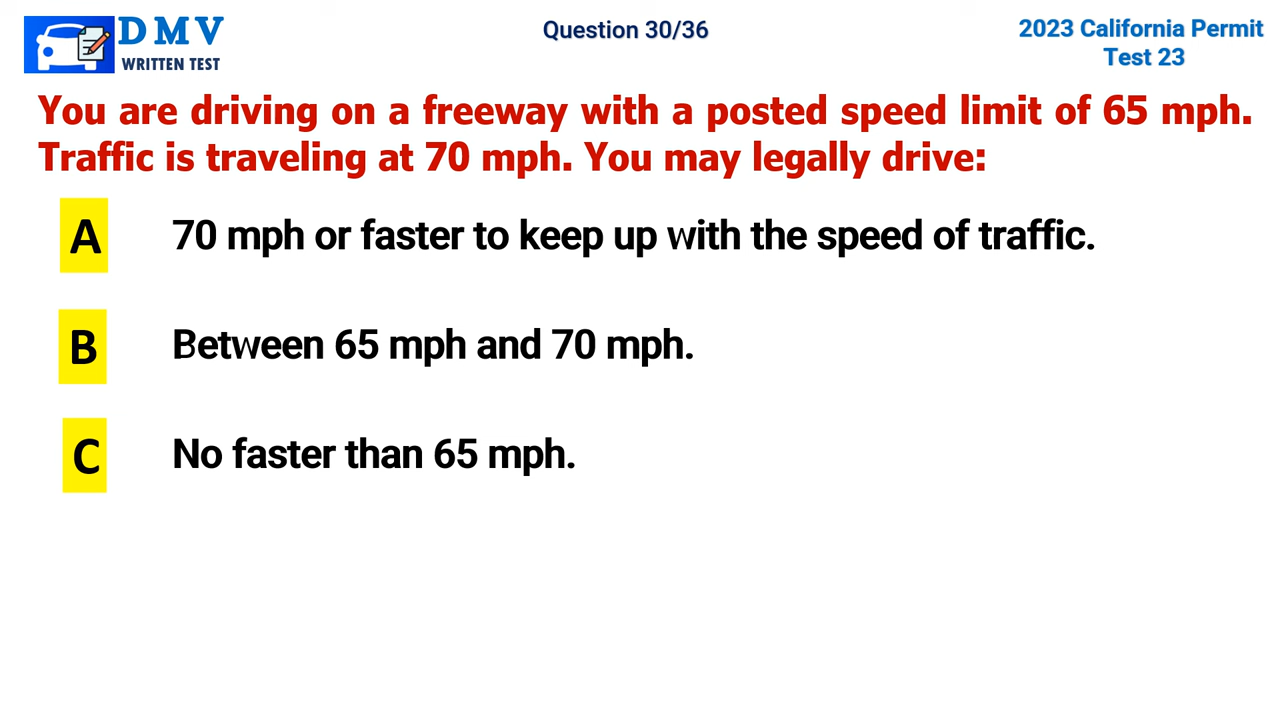 DMV
WRITTEN TEST
Question 30/36
2023 California Permit
Test 23
You are driving on a freeway with a posted speed limit of 65 mph.
Traffic is traveling at 70 mph. You may legally drive:
A 70 mph or faster to keep up with the speed of traffic.
B Between 65 mph and 70 mph.
C No faster than 65 mph.